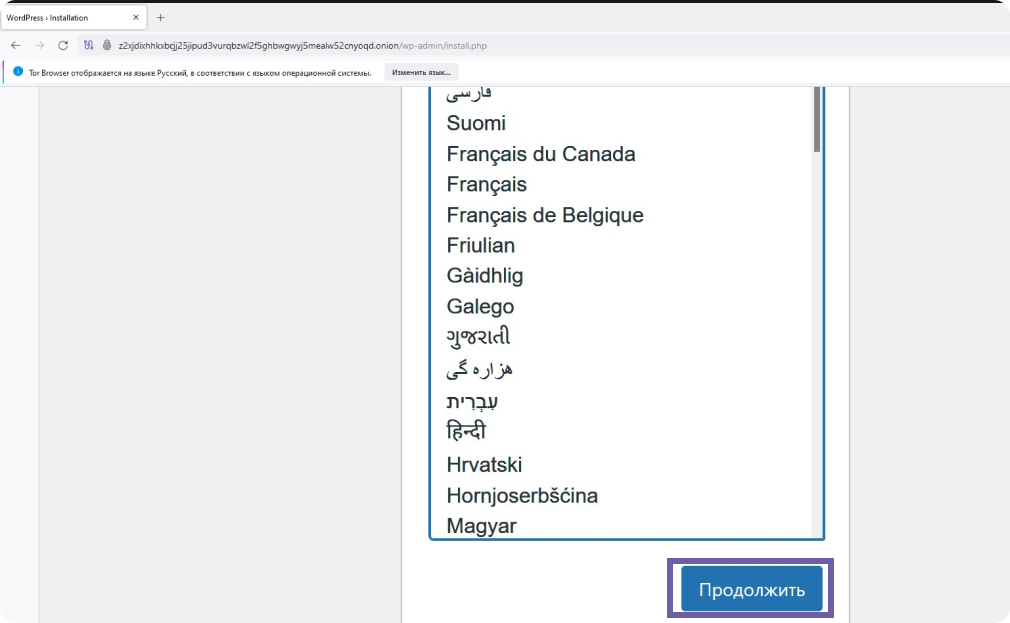 WordPress › Installation
z2xjdixhhkxbcjj25jipud3vurqbzwl2f5ghbwgwyj5mealw52cnyoqd.onion/wp-admin/install.php
Tor Browser отображается на языке Русский, в соответствии с языком операционной системы. Изменить язык...
فارسی
Suomi
Français du Canada
Français
Français de Belgique
Friulian
Gàidhlig
Galego
ગુજરાતી
هزاره گی
עִבְרִית
हिन्दी
Hrvatski
Hornjoserbšćina
Magyar
Продолжить